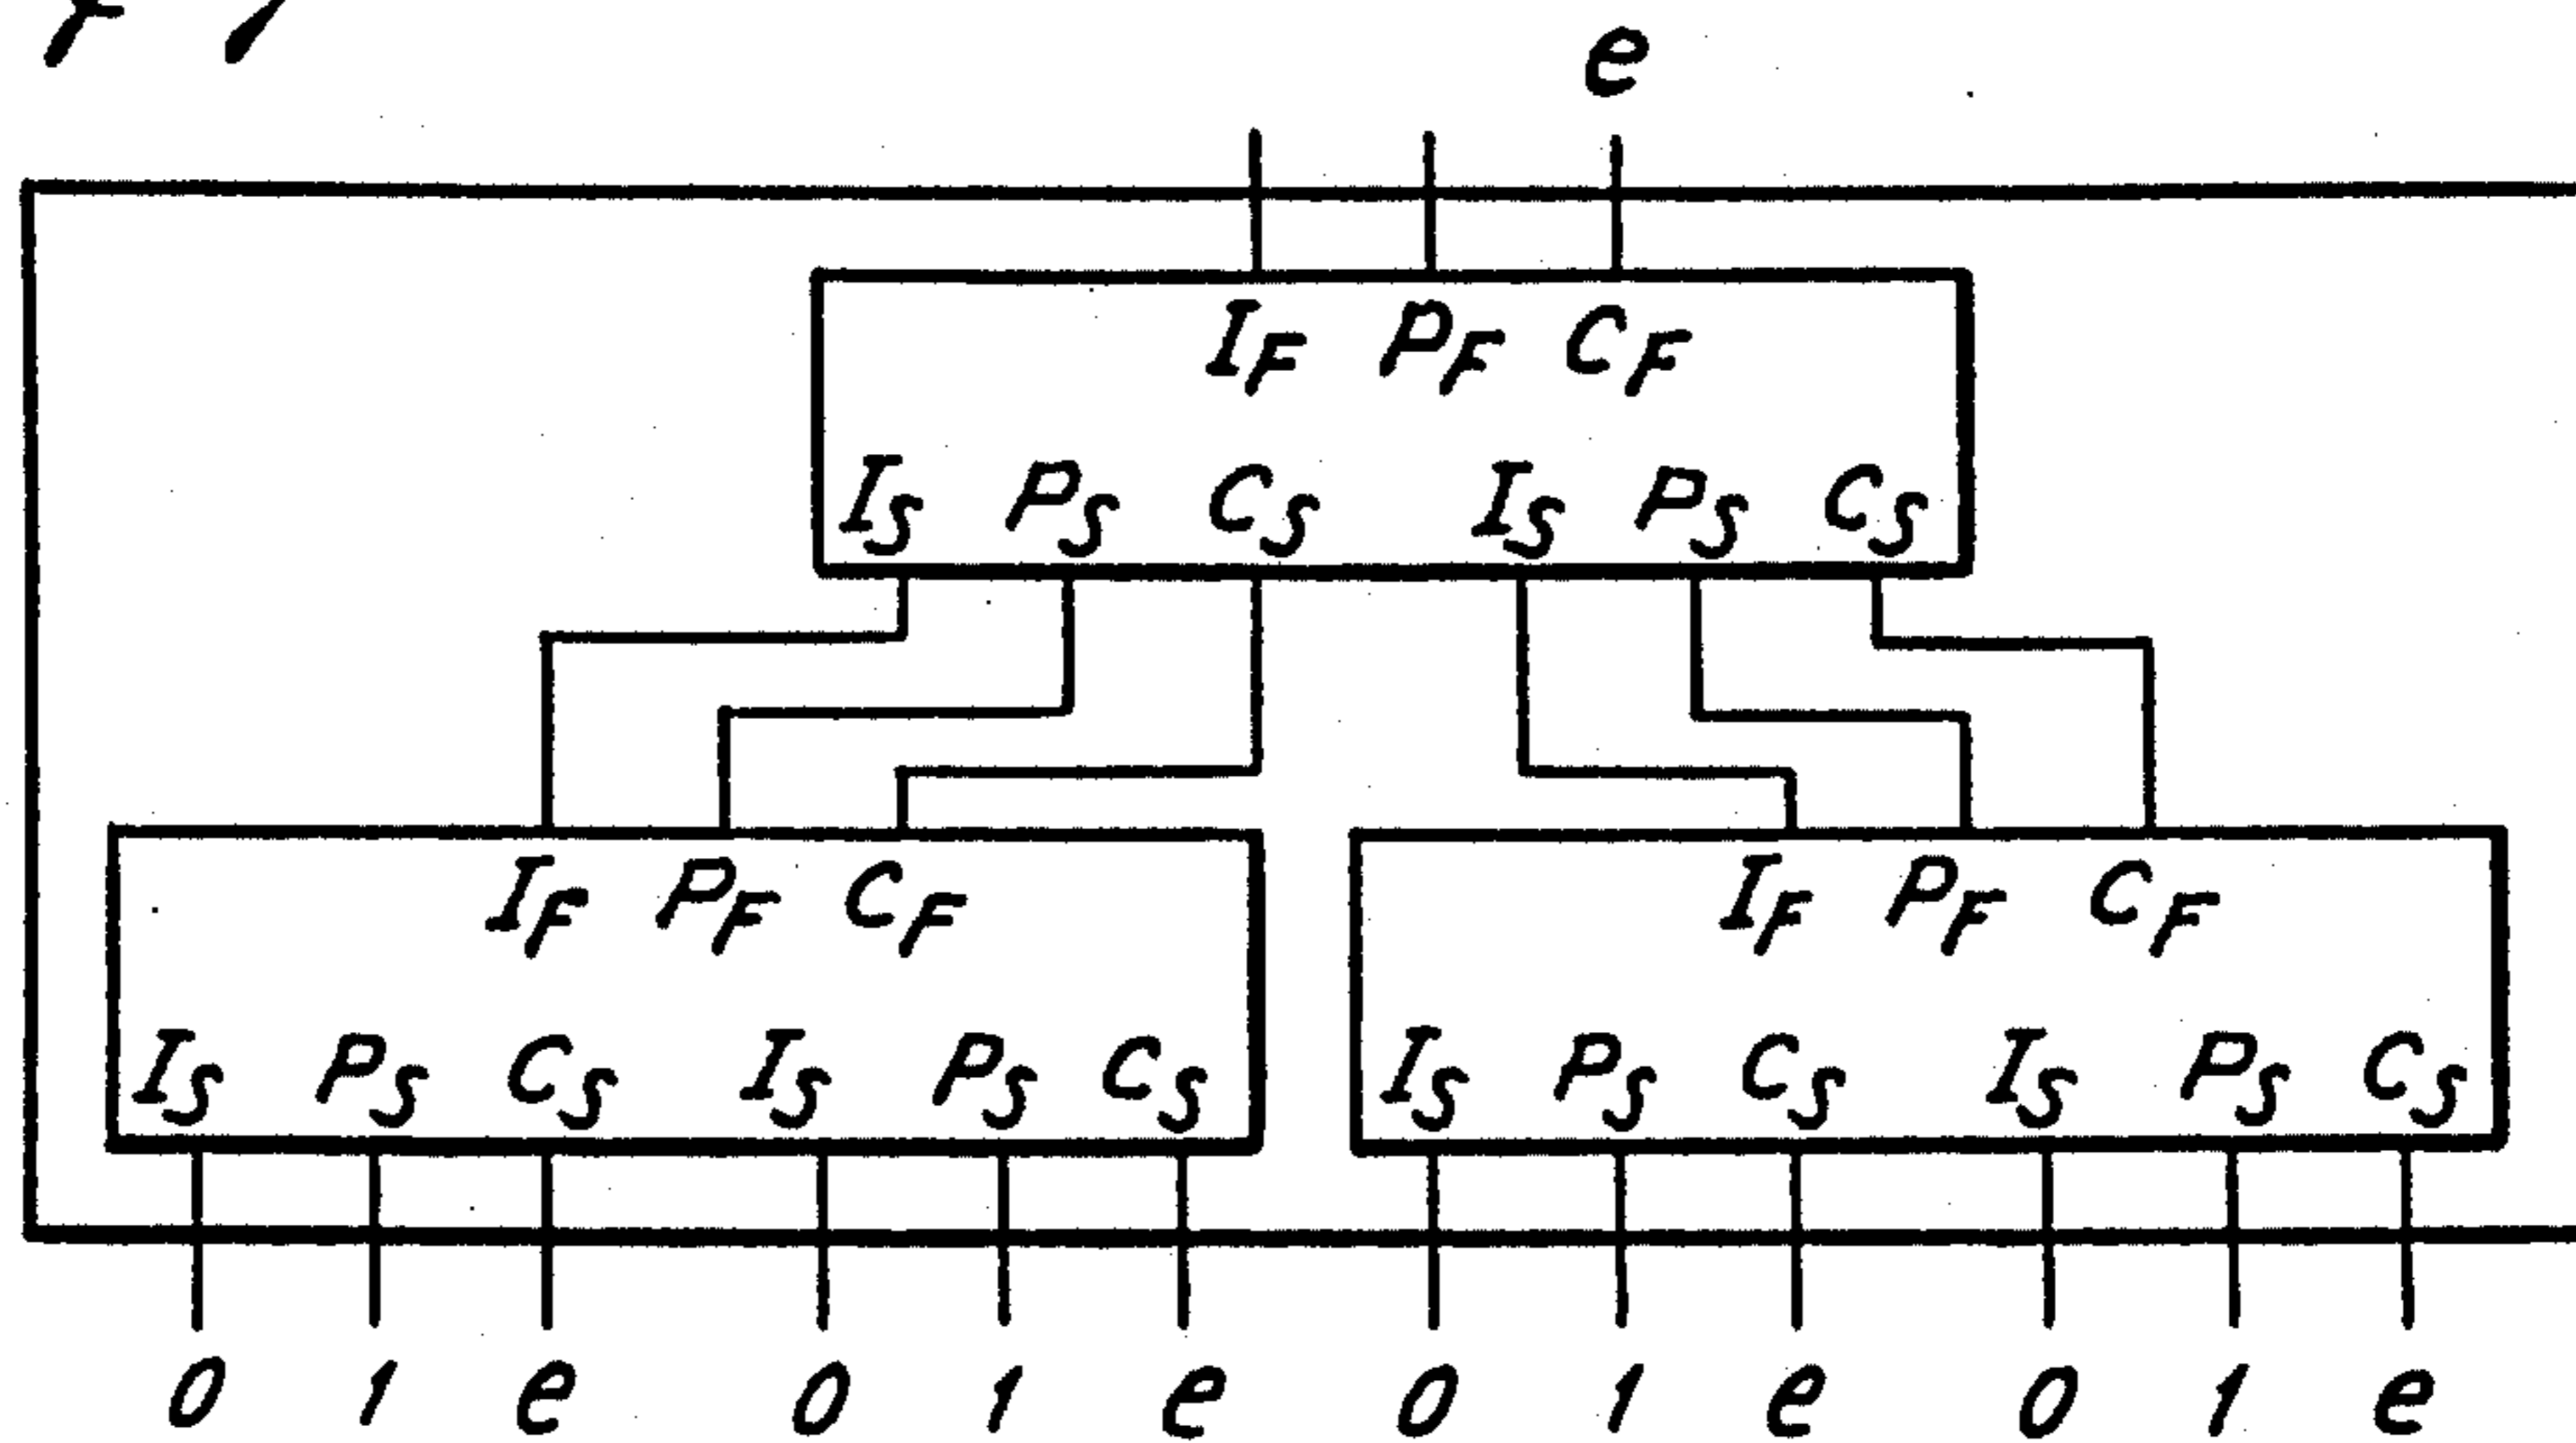 e
I_F P_F C_F
I_S P_S C_S I_S P_S C_S
I_F P_F C_F I_F P_F C_F
I_S P_S C_S I_S P_S C_S I_S P_S C_S I_S P_S C_S
0 1 e 0 1 e 0 1 e 0 1 e